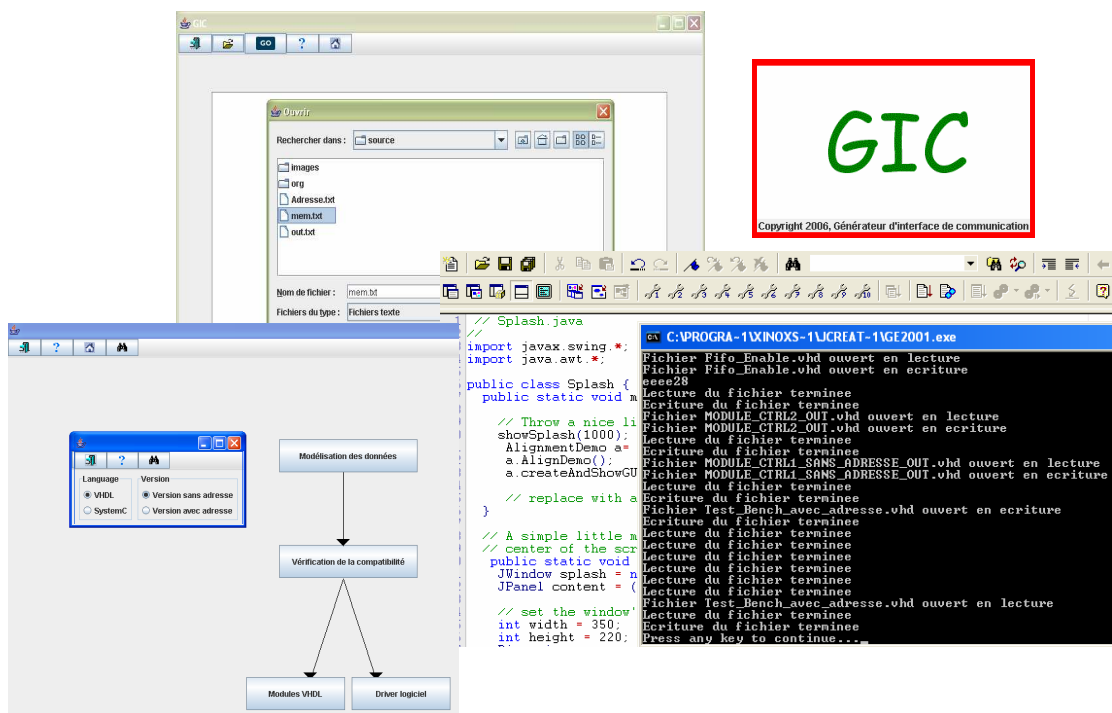 GIC
GO
?
Ouvrir
Rechercher dans :
source
images
org
Adresse.txt
mem.txt
out.txt
Nom de fichier :
mem.txt
Fichiers du type :
Fichiers texte
GIC
Copyright 2006, Générateur d'interface de communication
// Splash.java
//
import javax.swing.*;
import java.awt.*;
public class Splash {
public static void m
// Throw a nice li
showSplash(1000);
AlignmentDemo a=
a.AlignDemo();
a.createAndShowGU
// replace with a
}
// A simple little m
// center of the scr
public static void
JWindow splash = n
JPanel content = (
// set the window'
int width = 350;
int height = 220;
C:\PROGRA~1\XINOXS~1\JCREAT~1\GE2001.exe
Fichier Fifo_Enable.vhd ouvert en lecture
Fichier Fifo_Enable.vhd ouvert en ecriture
eeee28
Lecture du fichier terminee
Ecriture du fichier terminee
Fichier MODULE_CTRL2_OUT.vhd ouvert en lecture
Fichier MODULE_CTRL2_OUT.vhd ouvert en ecriture
Lecture du fichier terminee
Ecriture du fichier terminee
Fichier MODULE_CTRL1_SANS_ADRESSE_OUT.vhd ouvert en lecture
Fichier MODULE_CTRL1_SANS_ADRESSE_OUT.vhd ouvert en ecriture
Lecture du fichier terminee
Ecriture du fichier terminee
Fichier Test_Bench_avec_adresse.vhd ouvert en ecriture
Ecriture du fichier terminee
Lecture du fichier terminee
Lecture du fichier terminee
Lecture du fichier terminee
Lecture du fichier terminee
Lecture du fichier terminee
Lecture du fichier terminee
Fichier Test_Bench_avec_adresse.vhd ouvert en lecture
Lecture du fichier terminee
Ecriture du fichier terminee
Press any key to continue..._
?
?
Language
Version
VHDL
Version sans adresse
SystemC
Version avec adresse
Modélisation des données
Vérification de la compatibilité
Modules VHDL
Driver logiciel